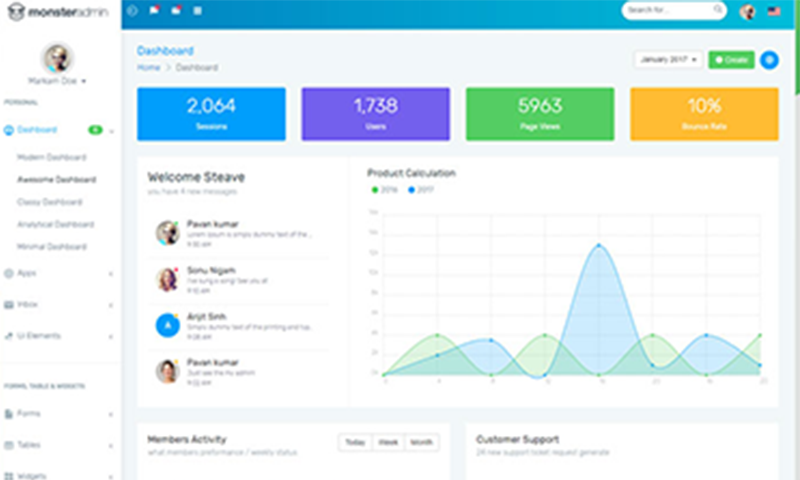 monsteradmin
Search for...
Markarn Doe
PERSONAL
Dashboard
Modern Dashboard
Awesome Dashboard
Classy Dashboard
Analytical Dashboard
Minimal Dashboard
Apps
Inbox
Ui Elements
FORMS, TABLE & WIDGETS
Forms
Tables
Widgets
Dashboard
Home > Dashboard
January 2017
Create
2,064
Sessions
1,738
Users
5963
Page Views
10%
Bounce Rate
Welcome Steave
you have 4 new messages
Pavan kumar
Lorem Ipsum is simply dummy text of the ...
9:30 AM
Sonu Nigam
I've sung a song! See you at
9:10 AM
A
Arijit Sinh
Simply dummy text of the printing and
9:08 AM
Pavan kumar
Just see the my admin!
9:02 AM
Product Calculation
2016
2017
Members Activity
what members preformance / weekly status
Today
Week
Month
Customer Support
24 new support ticket request generate